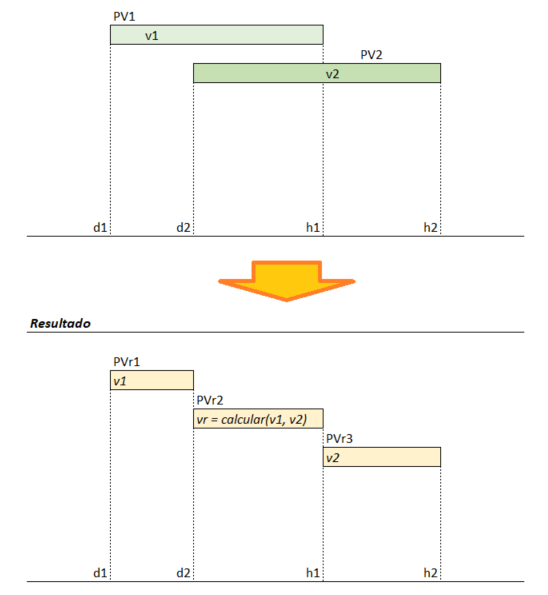 PV1
v1
PV2
v2
d1 d2 h1 h2
Resultado
PVr1
v1
PVr2
vr = calcular(v1, v2)
PVr3
v2
d1 d2 h1 h2